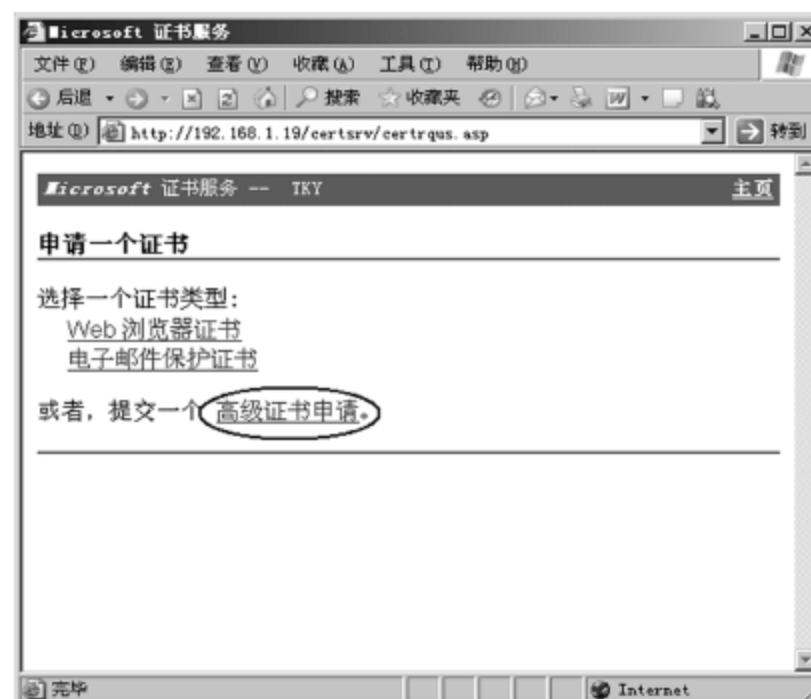 Microsoft 证书服务
文件(F) 编辑(E) 查看(V) 收藏(A) 工具(T) 帮助(H)
后退 搜索 收藏夹
地址(D) http://192.168.1.19/certsrv/certrqus.asp 转到
Microsoft 证书服务 -- TKY 主页
申请一个证书
选择一个证书类型:
Web 浏览器证书
电子邮件保护证书
或者，提交一个 高级证书申请。
完毕 Internet